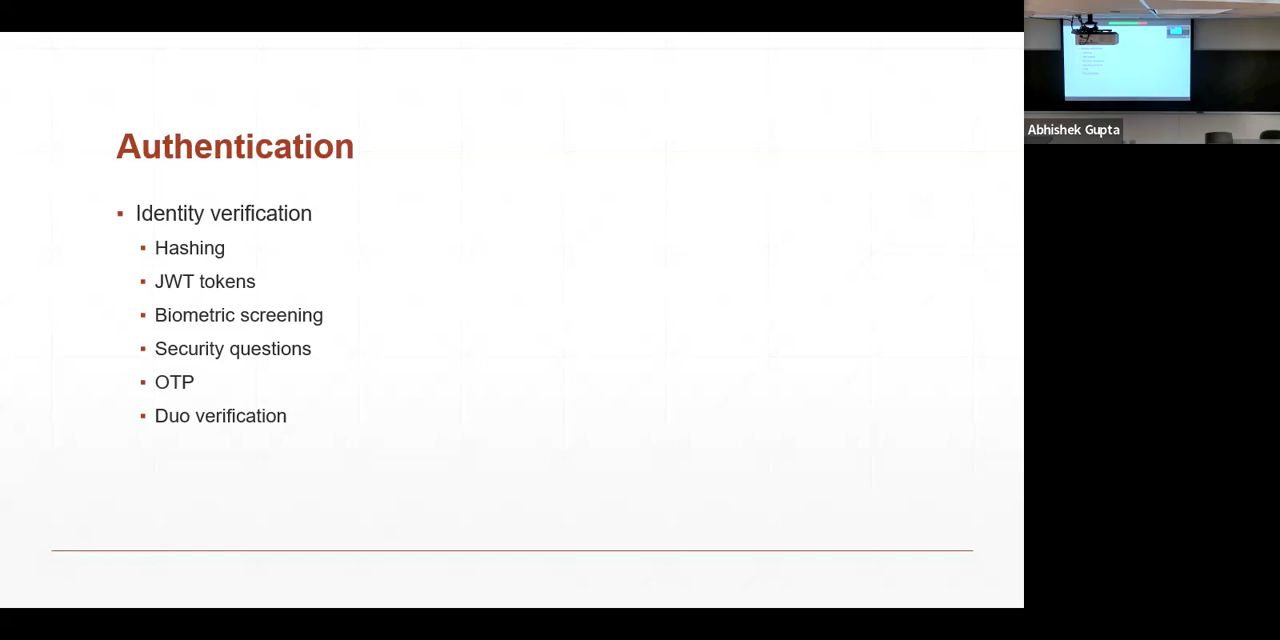 Authentication
▪ Identity verification
▪ Hashing
▪ JWT tokens
▪ Biometric screening
▪ Security questions
▪ OTP
▪ Duo verification
Abhishek Gupta